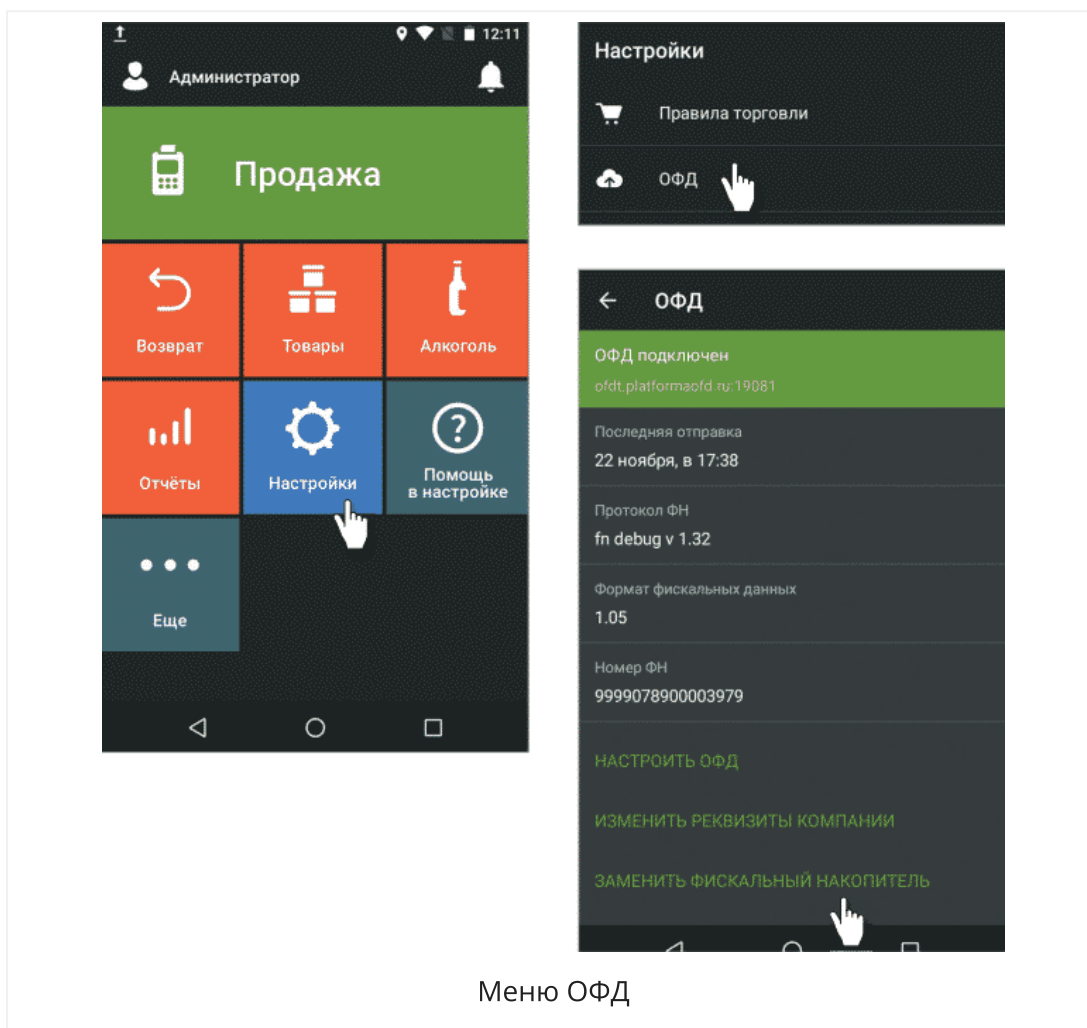 12:11
Администратор
Продажа
Возврат
Товары
Алкоголь
Отчёты
Настройки
Помощь
в настройке
Еще
Настройки
Правила торговли
ОФД
ОФД
ОФД подключен
ofdt.platformaofd.ru:19081
Последняя отправка
22 ноября, в 17:38
Протокол ФН
fn debug v 1.32
Формат фискальных данных
1.05
Номер ФН
9999078900003979
НАСТРОИТЬ ОФД
ИЗМЕНИТЬ РЕКВИЗИТЫ КОМПАНИИ
ЗАМЕНИТЬ ФИСКАЛЬНЫЙ НАКОПИТЕЛЬ
Меню ОФД